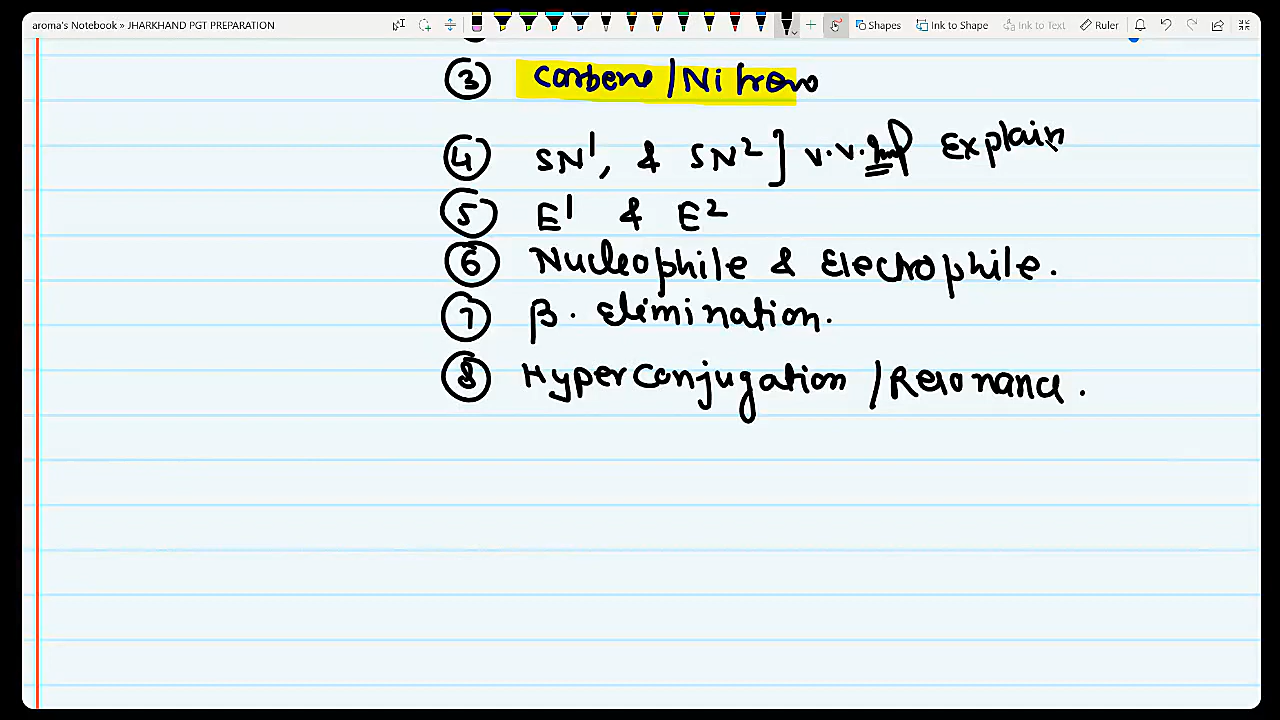 aroma's Notebook » JHARKHAND PGT PREPARATION
Shapes Ink to Shape Ink to Text Ruler
③ Carbene/Nitrene
④ SN¹, & SN²] v.v.Imp Explain
⑤ E¹ & E²
⑥ Nucleophile & Electrophile.
⑦ β. Elimination.
⑧ Hyperconjugation /Resonance.